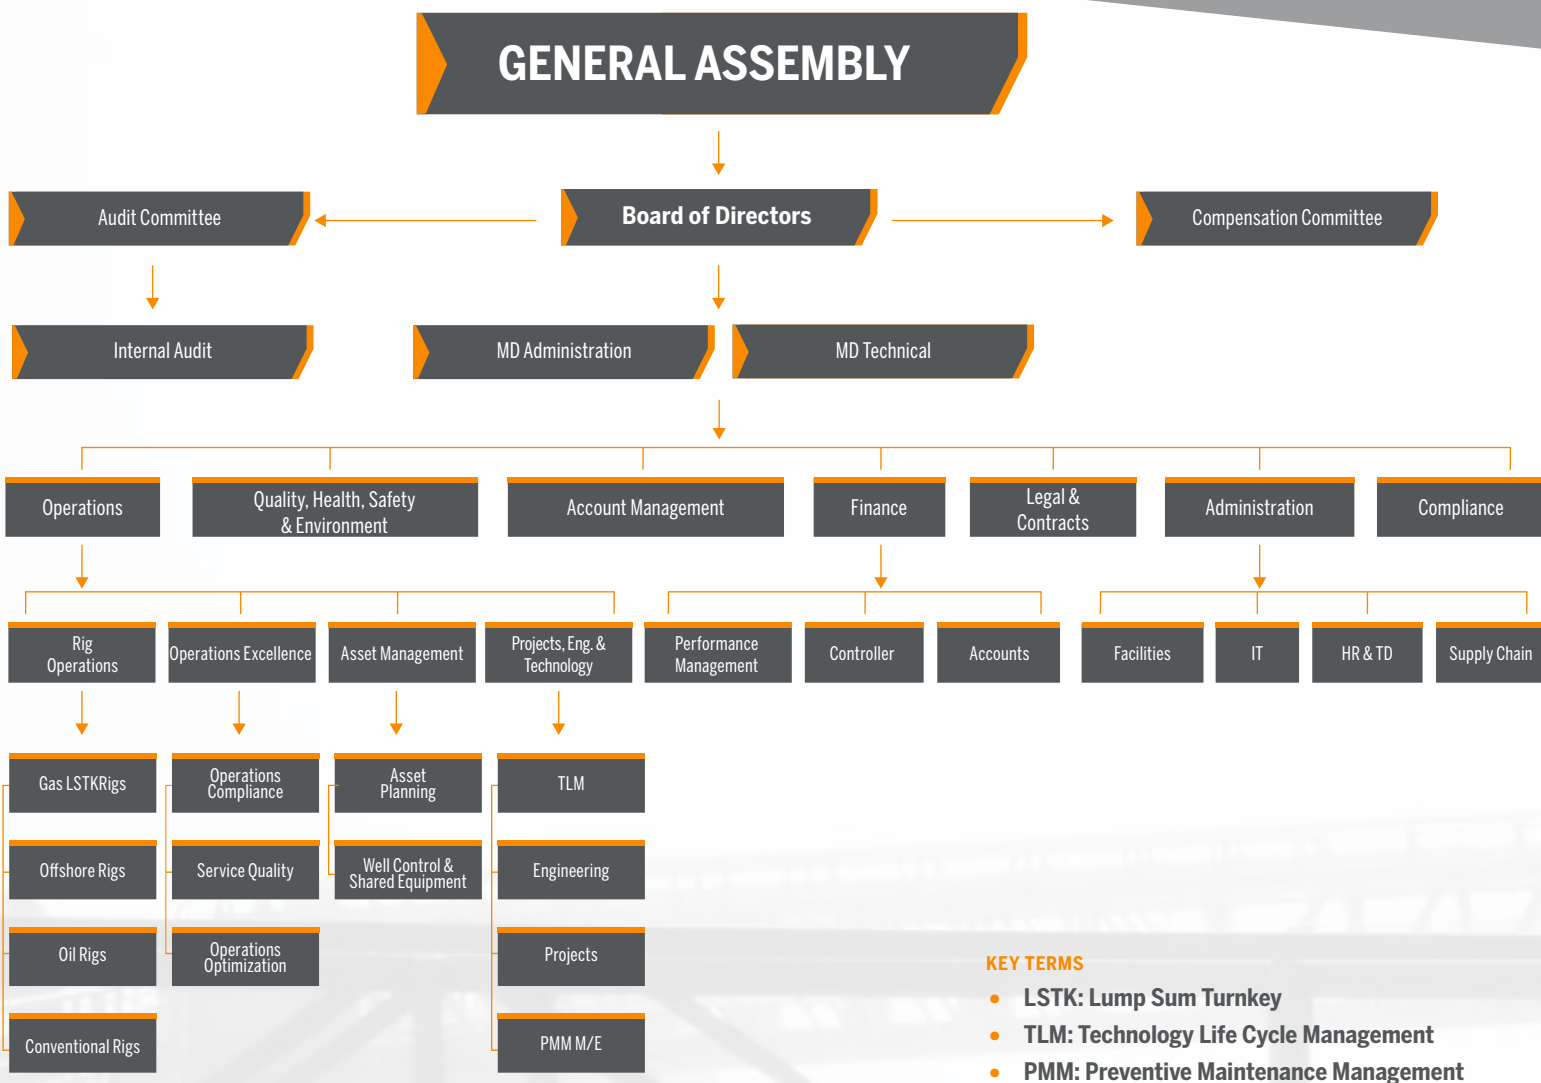 GENERAL ASSEMBLY
Audit Committee
Board of Directors
Compensation Committee
Internal Audit
MD Administration
MD Technical
Operations
Quality, Health, Safety
& Environment
Account Management
Finance
Legal &
Contracts
Administration
Compliance
Rig
Operations
Operations Excellence
Asset Management
Projects, Eng. &
Technology
Performance
Management
Controller
Accounts
Facilities
IT
HR & TD
Supply Chain
Gas LSTKRigs
Operations
Compliance
Asset
Planning
TLM
Offshore Rigs
Service Quality
Well Control &
Shared Equipment
Engineering
Oil Rigs
Operations
Optimization
Projects
Conventional Rigs
PMM M/E
KEY TERMS
• LSTK: Lump Sum Turnkey
• TLM: Technology Life Cycle Management
• PMM: Preventive Maintenance Management